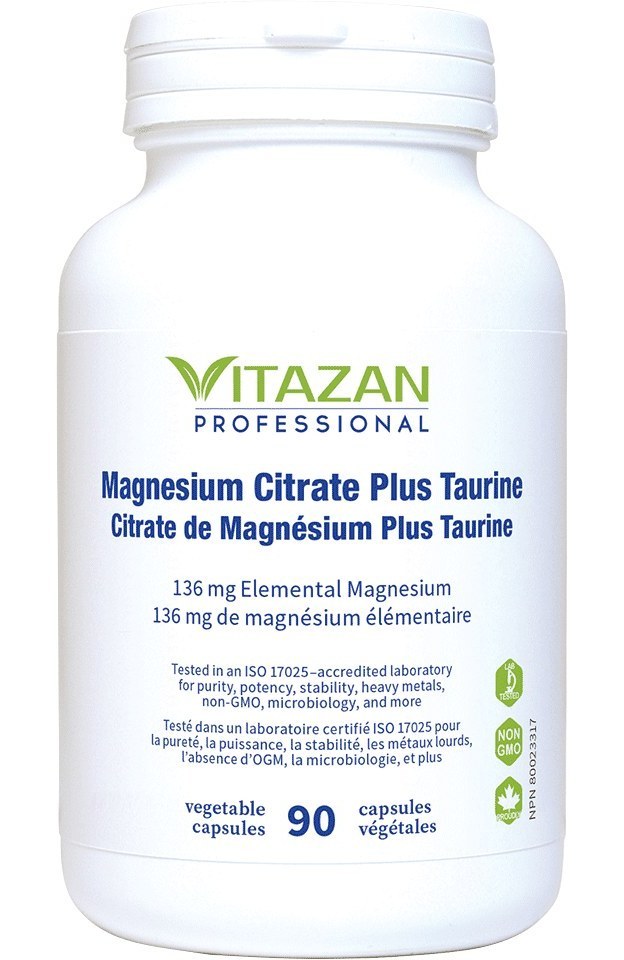 VITAZAN
PROFESSIONAL
Magnesium Citrate Plus Taurine
Citrate de Magnésium Plus Taurine
136 mg Elemental Magnesium
136 mg de magnésium élémentaire
Tested in an ISO 17025–accredited laboratory
for purity, potency, stability, heavy metals,
non-GMO, microbiology, and more
Testé dans un laboratoire certifié ISO 17025 pour
la pureté, la puissance, la stabilité, les métaux lourds,
l'absence d'OGM, la microbiologie, et plus
LAB
TESTED
NON
GMO
PROUDLY
NPN 80023317
vegetable
capsules
90
capsules
végétales